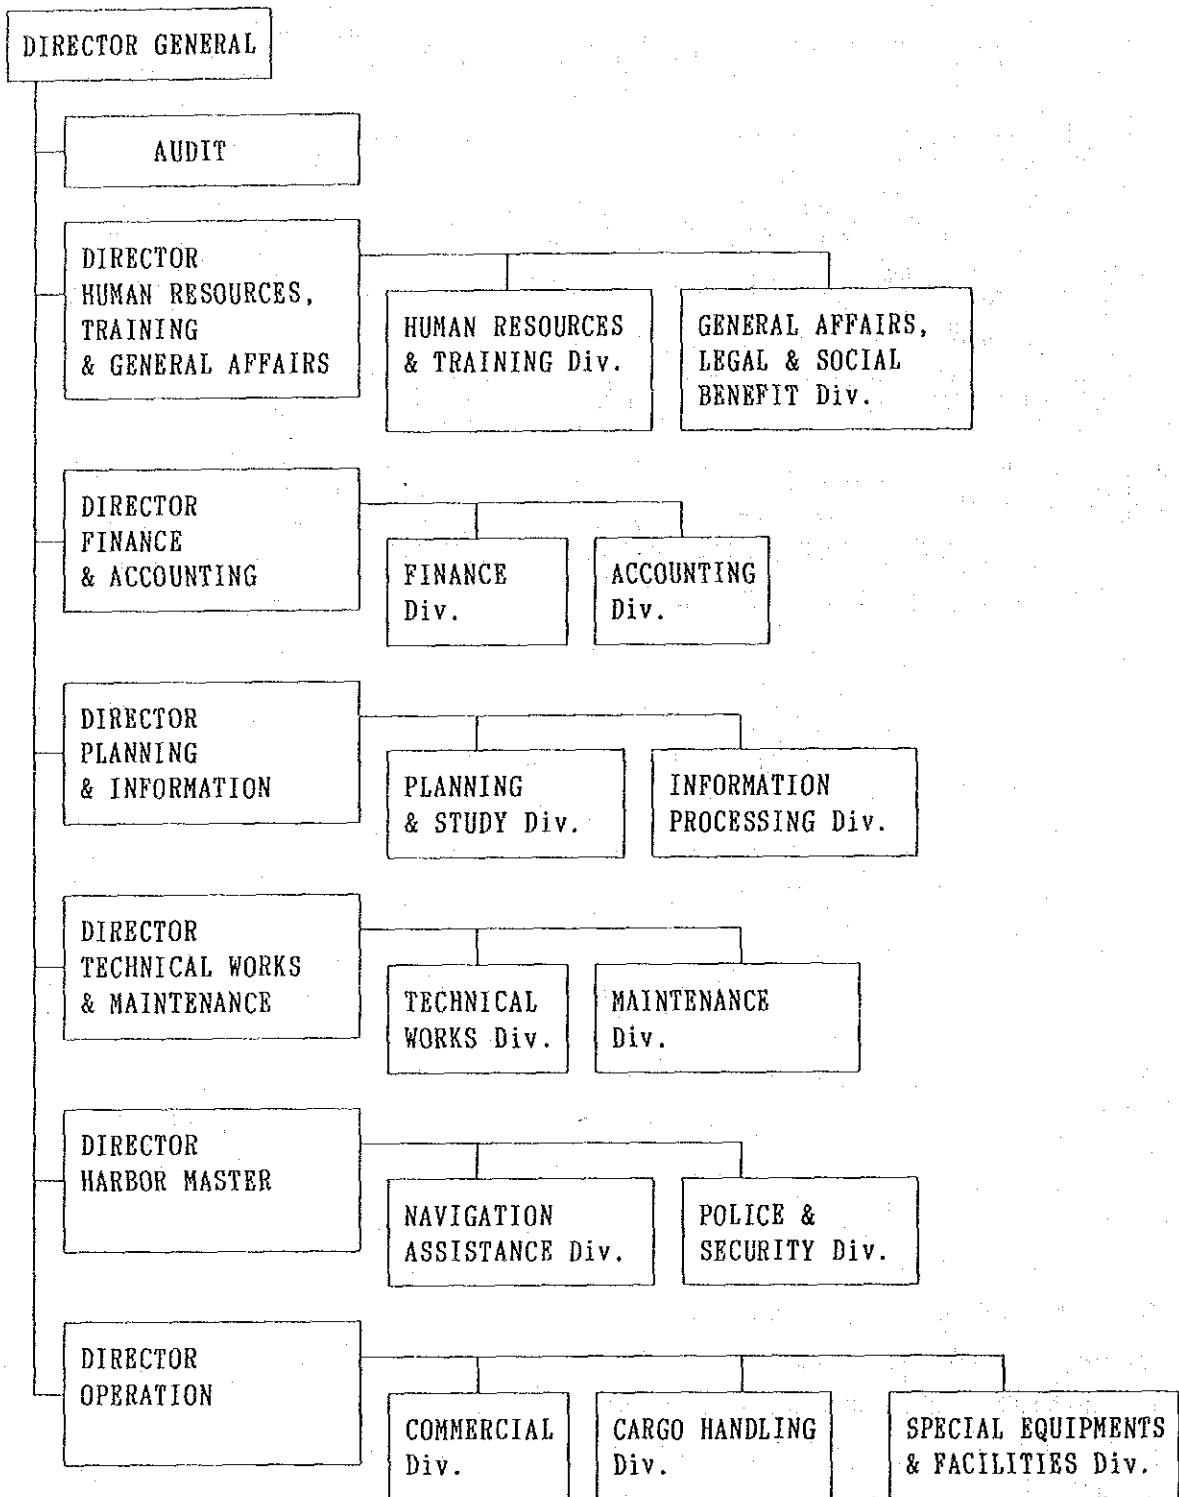 DIRECTOR GENERAL
AUDIT
DIRECTOR
HUMAN RESOURCES,
TRAINING
& GENERAL AFFAIRS
HUMAN RESOURCES
& TRAINING Div.
GENERAL AFFAIRS,
LEGAL & SOCIAL
BENEFIT Div.
DIRECTOR
FINANCE
& ACCOUNTING
FINANCE
Div.
ACCOUNTING
Div.
DIRECTOR
PLANNING
& INFORMATION
PLANNING
& STUDY Div.
INFORMATION
PROCESSING Div.
DIRECTOR
TECHNICAL WORKS
& MAINTENANCE
TECHNICAL
WORKS Div.
MAINTENANCE
Div.
DIRECTOR
HARBOR MASTER
NAVIGATION
ASSISTANCE Div.
POLICE &
SECURITY Div.
DIRECTOR
OPERATION
COMMERCIAL
Div.
CARGO HANDLING
Div.
SPECIAL EQUIPMENTS
& FACILITIES Div.